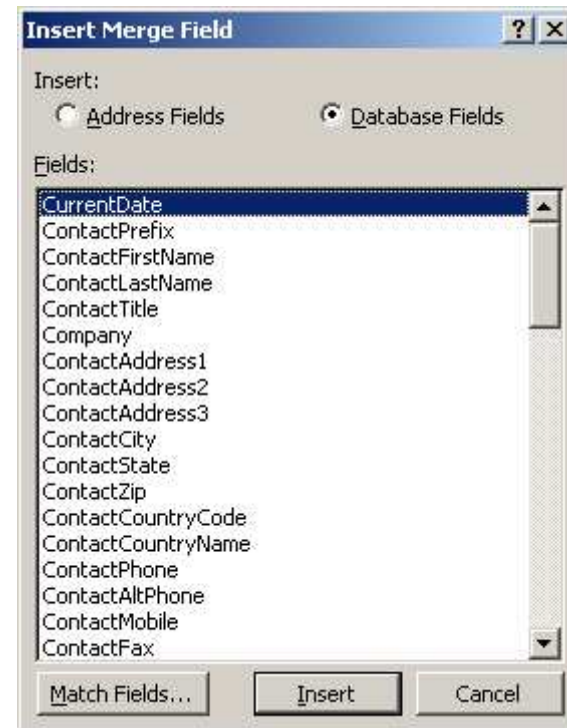 Insert Merge Field
Insert:
Address Fields Database Fields
Fields:
CurrentDate
ContactPrefix
ContactFirstName
ContactLastName
ContactTitle
Company
ContactAddress1
ContactAddress2
ContactAddress3
ContactCity
ContactState
ContactZip
ContactCountryCode
ContactCountryName
ContactPhone
ContactAltPhone
ContactMobile
ContactFax
Match Fields... Insert Cancel